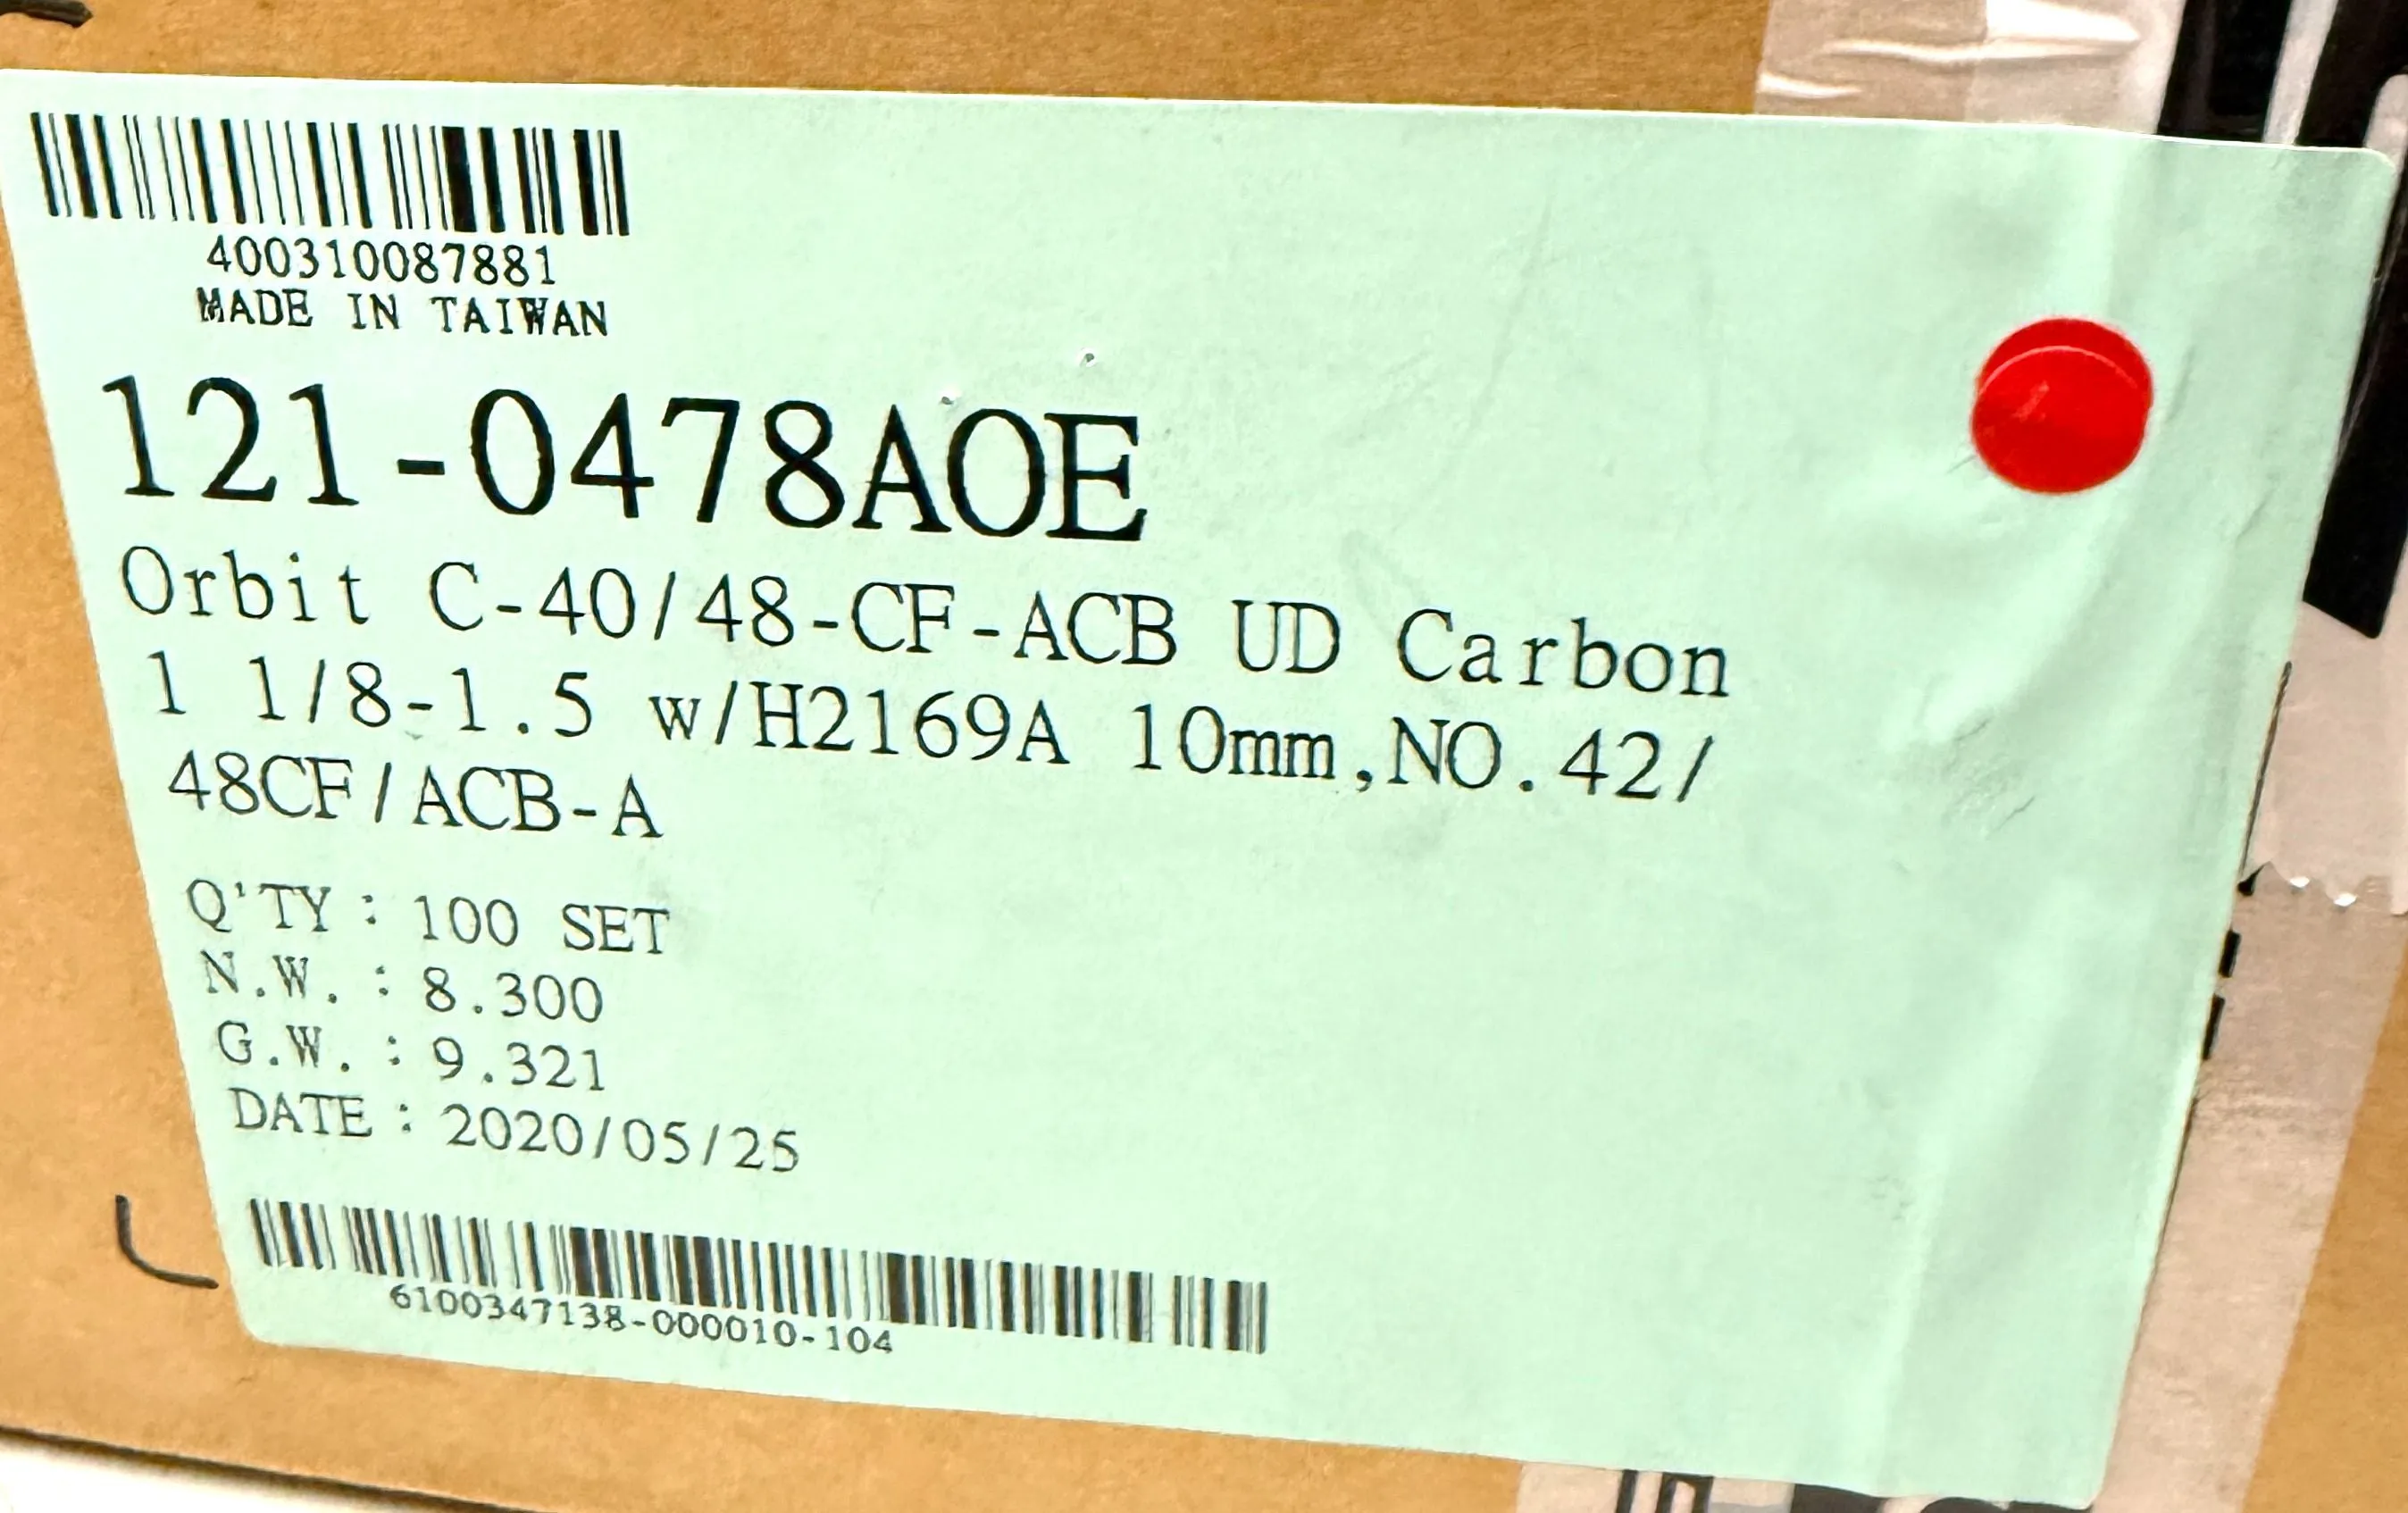 400310087881
MADE IN TAIWAN
121-0478AOE
Orbit C-40/48-CF-ACB UD Carbon
1 1/8-1.5 w/H2169A 10mm,NO.42/
48CF/ACB-A
Q'TY : 100 SET
N.W. : 8.300
G.W. : 9.321
DATE : 2020/05/25
6100347138-000010-104